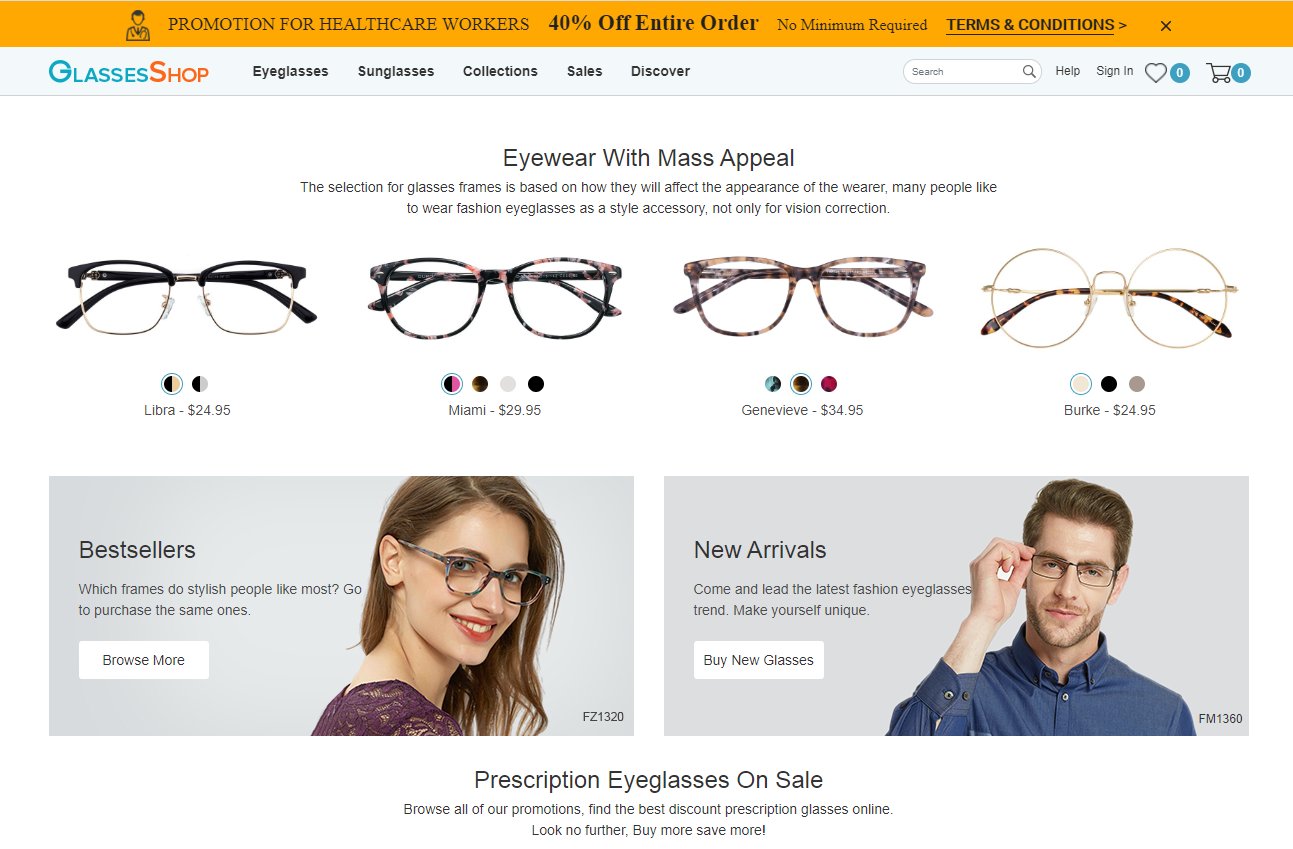 PROMOTION FOR HEALTHCARE WORKERS 40% Off Entire Order No Minimum Required TERMS & CONDITIONS >
GLASSESSHOP Eyeglasses Sunglasses Collections Sales Discover Search Help Sign In 0 0
Eyewear With Mass Appeal
The selection for glasses frames is based on how they will affect the appearance of the wearer, many people like
to wear fashion eyeglasses as a style accessory, not only for vision correction.
Libra - $24.95 Miami - $29.95 Genevieve - $34.95 Burke - $24.95
Bestsellers
Which frames do stylish people like most? Go
to purchase the same ones.
Browse More
FZ1320
New Arrivals
Come and lead the latest fashion eyeglasses
trend. Make yourself unique.
Buy New Glasses
FM1360
Prescription Eyeglasses On Sale
Browse all of our promotions, find the best discount prescription glasses online.
Look no further, Buy more save more!